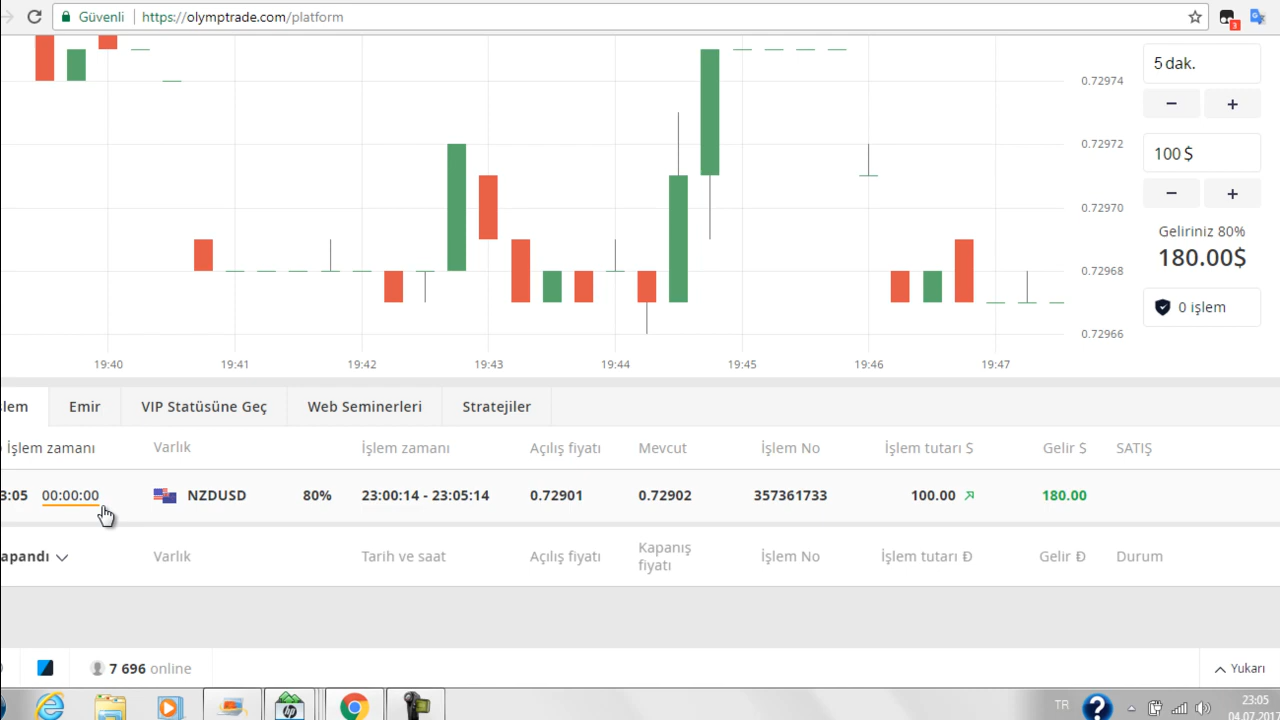 Güvenli
https://olymptrade.com/platform
3
5 dak.
− +
100 $
− +
Geliriniz 80%
180.00$
0 işlem
0.72974
0.72972
0.72970
0.72968
0.72966
19:40 19:41 19:42 19:43 19:44 19:45 19:46 19:47
şlem Emir VIP Statüsüne Geç Web Seminerleri Stratejiler
İşlem zamanı Varlık İşlem zamanı Açılış fiyatı Mevcut İşlem No İşlem tutarı $ Gelir $ SATIŞ
3:05 00:00:00 NZDUSD 80% 23:00:14 - 23:05:14 0.72901 0.72902 357361733 100.00 180.00
apandı Varlık Tarih ve saat Açılış fiyatı Kapanış fiyatı İşlem No İşlem tutarı Đ Gelir Đ Durum
7 696 online
Yukarı
hp
TR
?
23:05
04.07.2017